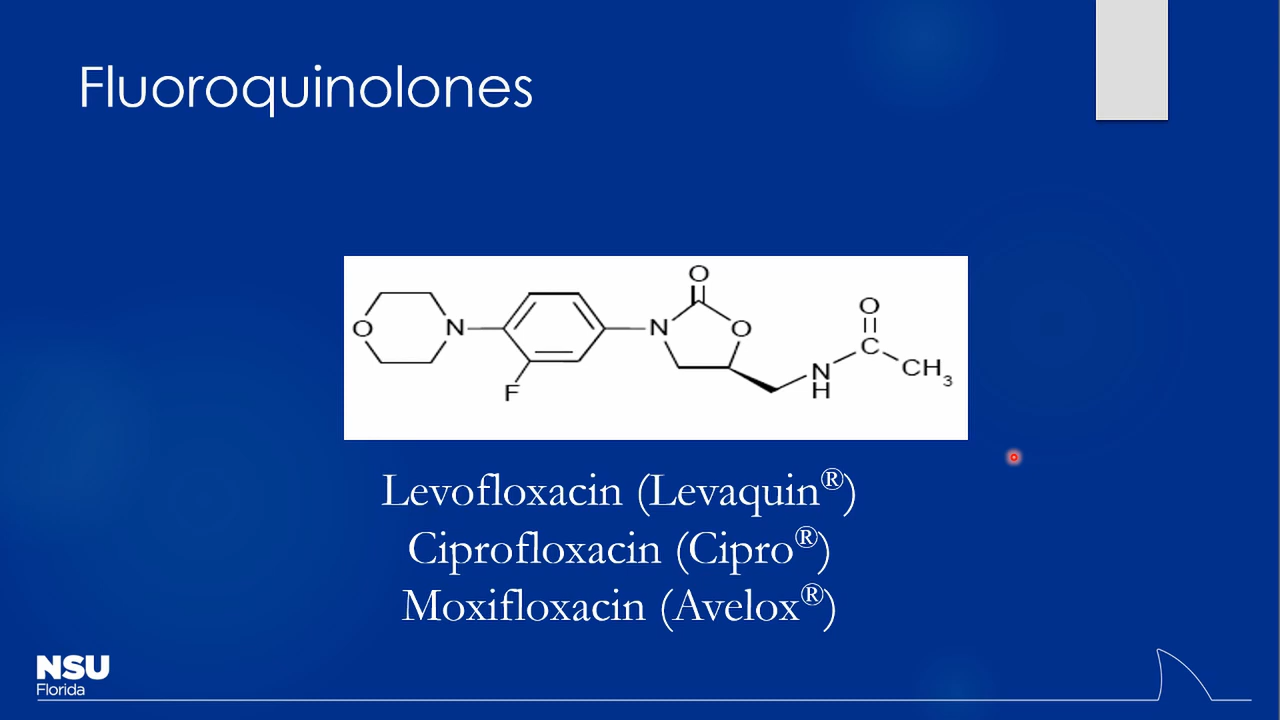 Fluoroquinolones
O
O
O N N O C CH3
F N
H
Levofloxacin (Levaquin®)
Ciprofloxacin (Cipro®)
Moxifloxacin (Avelox®)
NSU
Florida